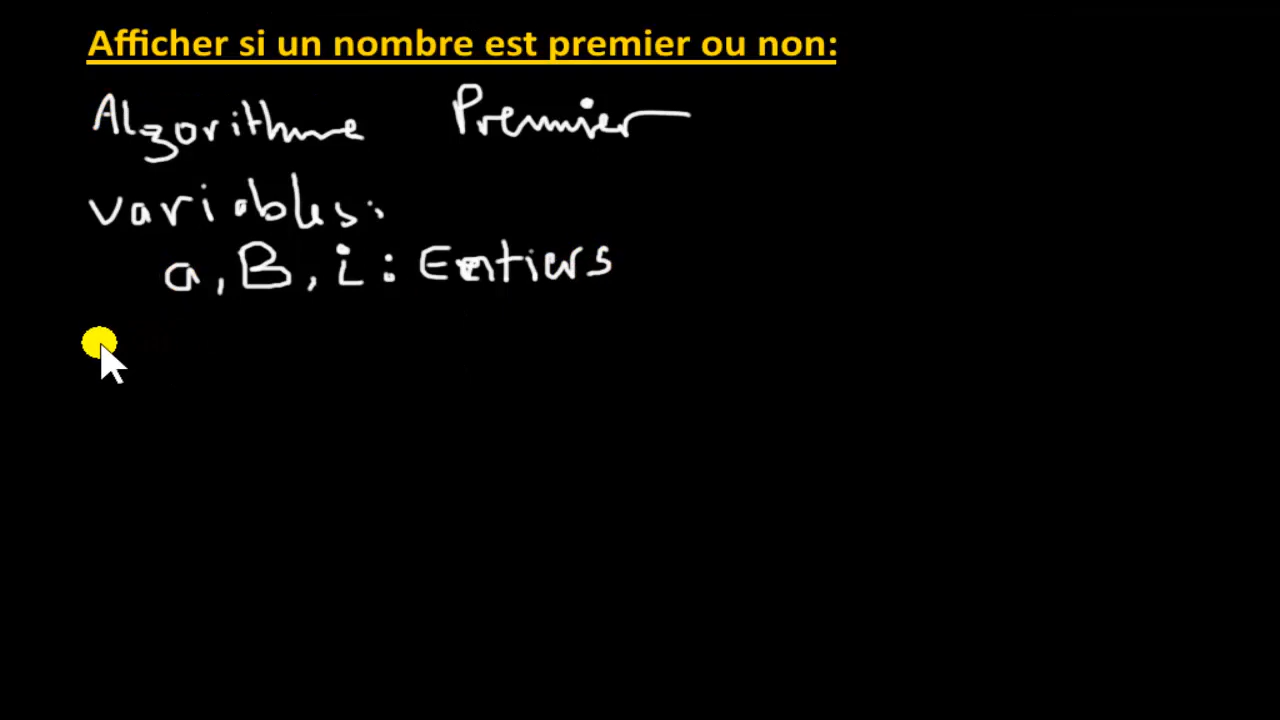 Afficher si un nombre est premier ou non:
Algorithme Premier
variables:
a, B, i : Entiers